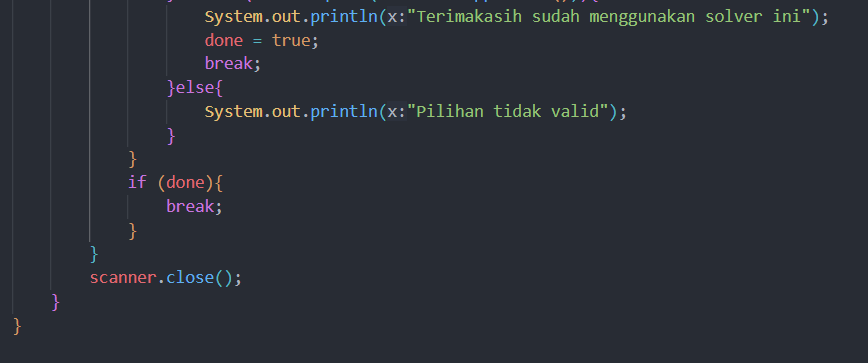 System.out.println(x:"Terimakasih sudah menggunakan solver ini");
done = true;
break;
}else{
System.out.println(x:"Pilihan tidak valid");
}
}
if (done){
break;
}
}
scanner.close();
}
}